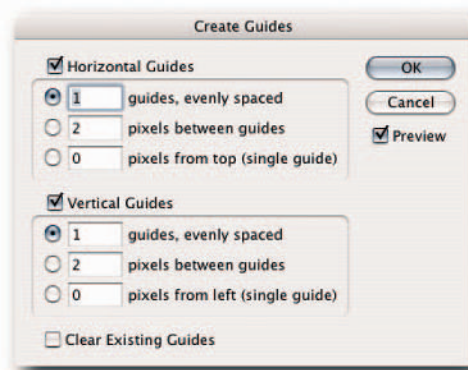 Create Guides
Horizontal Guides
1 guides, evenly spaced
2 pixels between guides
0 pixels from top (single guide)
Vertical Guides
1 guides, evenly spaced
2 pixels between guides
0 pixels from left (single guide)
Clear Existing Guides
OK
Cancel
Preview